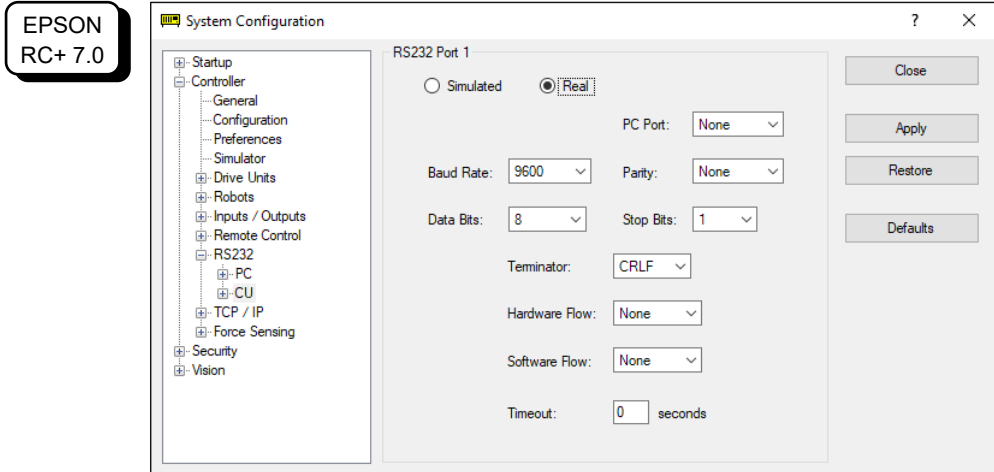 EPSON
RC+ 7.0
System Configuration
?
Startup
Controller
General
Configuration
Preferences
Simulator
Drive Units
Robots
Inputs / Outputs
Remote Control
RS232
PC
CU
TCP / IP
Force Sensing
Security
Vision
RS232 Port 1
Simulated Real
PC Port: None
Baud Rate: 9600 Parity: None
Data Bits: 8 Stop Bits: 1
Terminator: CRLF
Hardware Flow: None
Software Flow: None
Timeout: 0 seconds
Close
Apply
Restore
Defaults